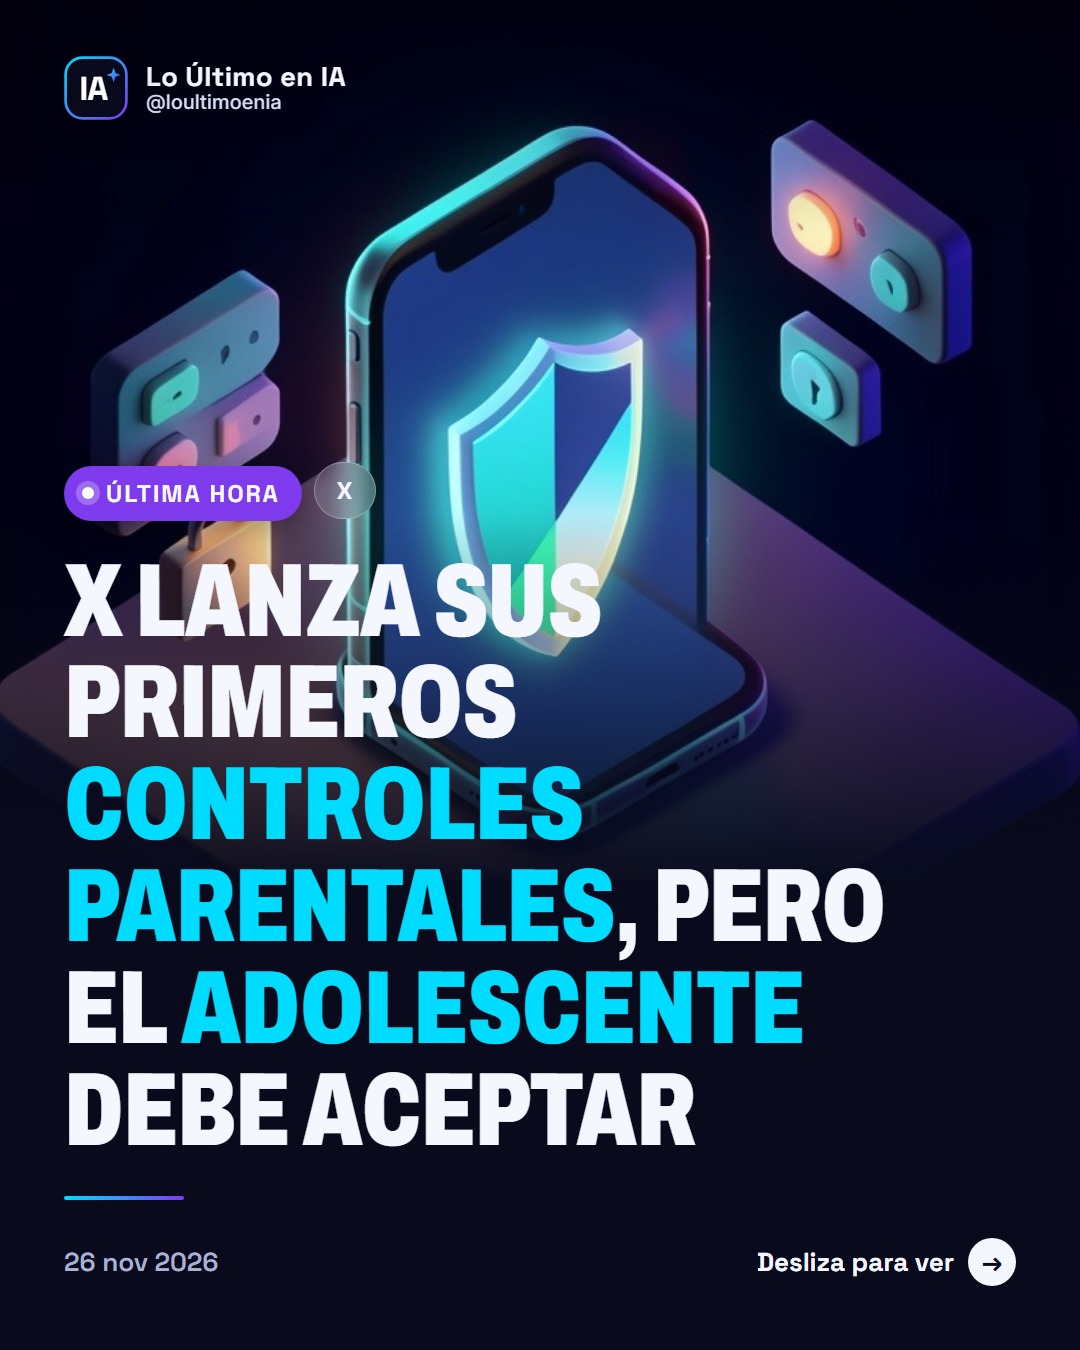 IA
Lo Último en IA
@loultimoenia
ÚLTIMA HORA
X
X LANZA SUS
PRIMEROS
CONTROLES
PARENTALES, PERO
EL ADOLESCENTE
DEBE ACEPTAR
26 nov 2026
Desliza para ver →